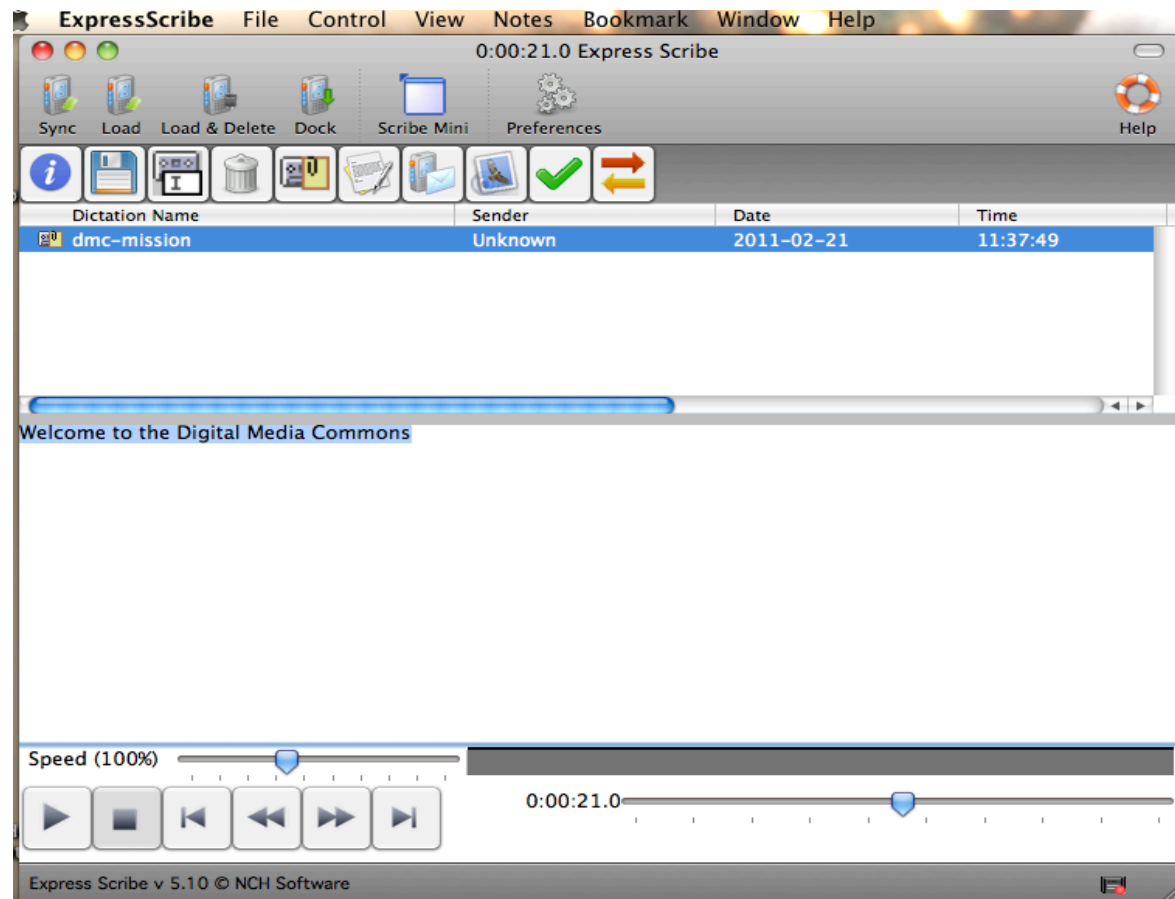 ExpressScribe File Control View Notes Bookmark Window Help
0:00:21.0 Express Scribe
Sync Load Load & Delete Dock Scribe Mini Preferences Help
Dictation Name Sender Date Time
dmc-mission Unknown 2011-02-21 11:37:49
Welcome to the Digital Media Commons
Speed (100%)
0:00:21.0
Express Scribe v 5.10 © NCH Software